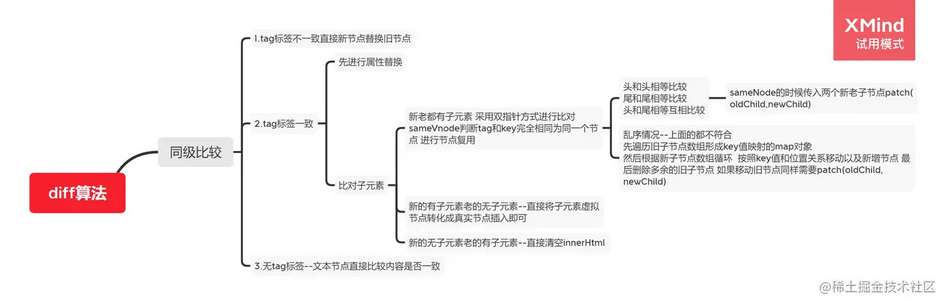 XMind
试用模式
diff算法
同级比较
1.tag标签不一致直接新节点替换旧节点
2.tag标签一致
先进行属性替换
比对子元素
新老都有子元素 采用双指针方式进行比对
sameVnode判断tag和key完全相同为同一个节
点 进行节点复用
头和头相等比较
尾和尾相等比较
头和尾相等互相比较
sameNode的时候传入两个新老子节点patch(
oldChild,newChild)
乱序情况--上面的都不符合
先遍历旧子节点数组形成key值映射的map对象
然后根据新子节点数组循环 按照key值和位置关系移动以及新增节点 最
后删除多余的旧子节点 如果移动旧节点同样需要patch(oldChild,
newChild)
新的有子元素老的无子元素--直接将子元素虚拟
节点转化成真实节点插入即可
新的无子元素老的有子元素--直接清空innerHtml
3.无tag标签--文本节点直接比较内容是否一致
@稀土掘金技术社区